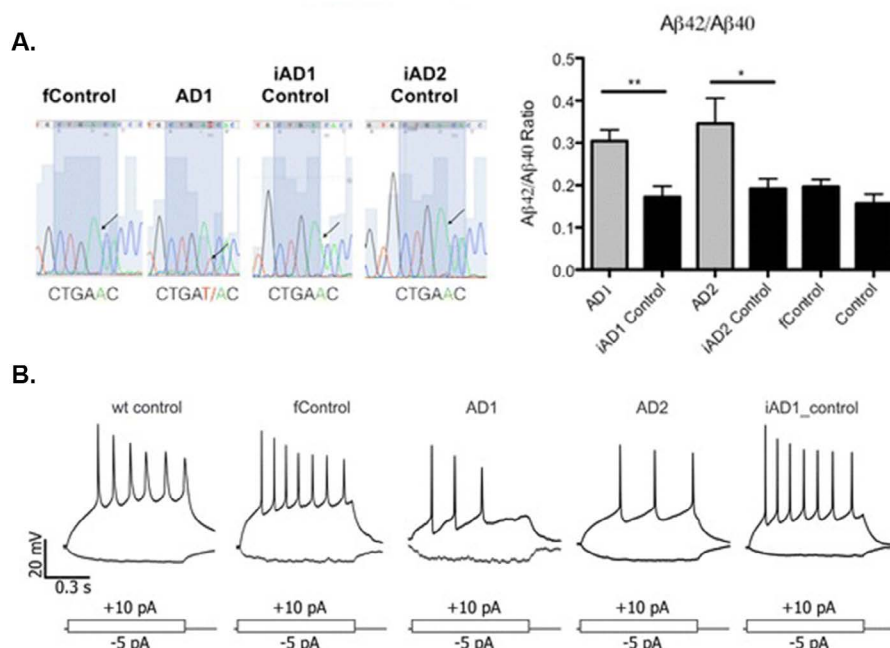 A.
fControl
AD1
iAD1
Control
iAD2
Control
CTGAAC
CTGAT/AC
CTGAAC
CTGAAC
Aβ42/Aβ40
Aβ42/Aβ40 Ratio
0.5
0.4
0.3
0.2
0.1
0.0
**
*
AD1
iAD1 Control
AD2
iAD2 Control
fControl
Control
B.
wt control
fControl
AD1
AD2
iAD1_control
20 mV
0.3 s
+10 pA
+10 pA
+10 pA
+10 pA
+10 pA
-5 pA
-5 pA
-5 pA
-5 pA
-5 pA